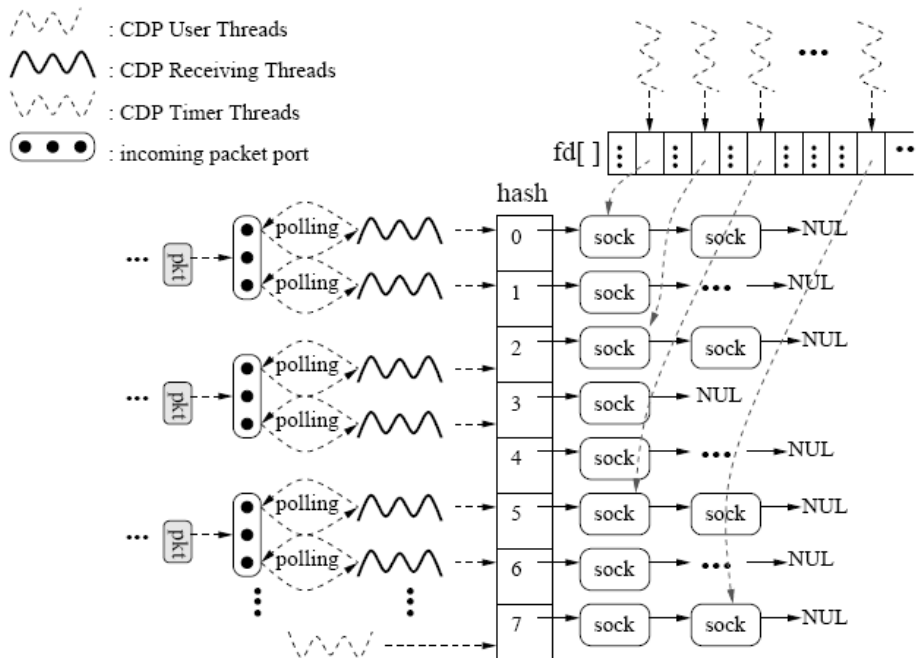 : CDP User Threads
: CDP Receiving Threads
: CDP Timer Threads
: incoming packet port
fd[ ]
hash
polling 0 sock sock NUL
pkt
polling 1 sock NUL
polling 2 sock sock NUL
pkt
polling 3 sock NUL
4 sock NUL
polling 5 sock sock NUL
pkt
polling 6 sock NUL
7 sock sock NUL